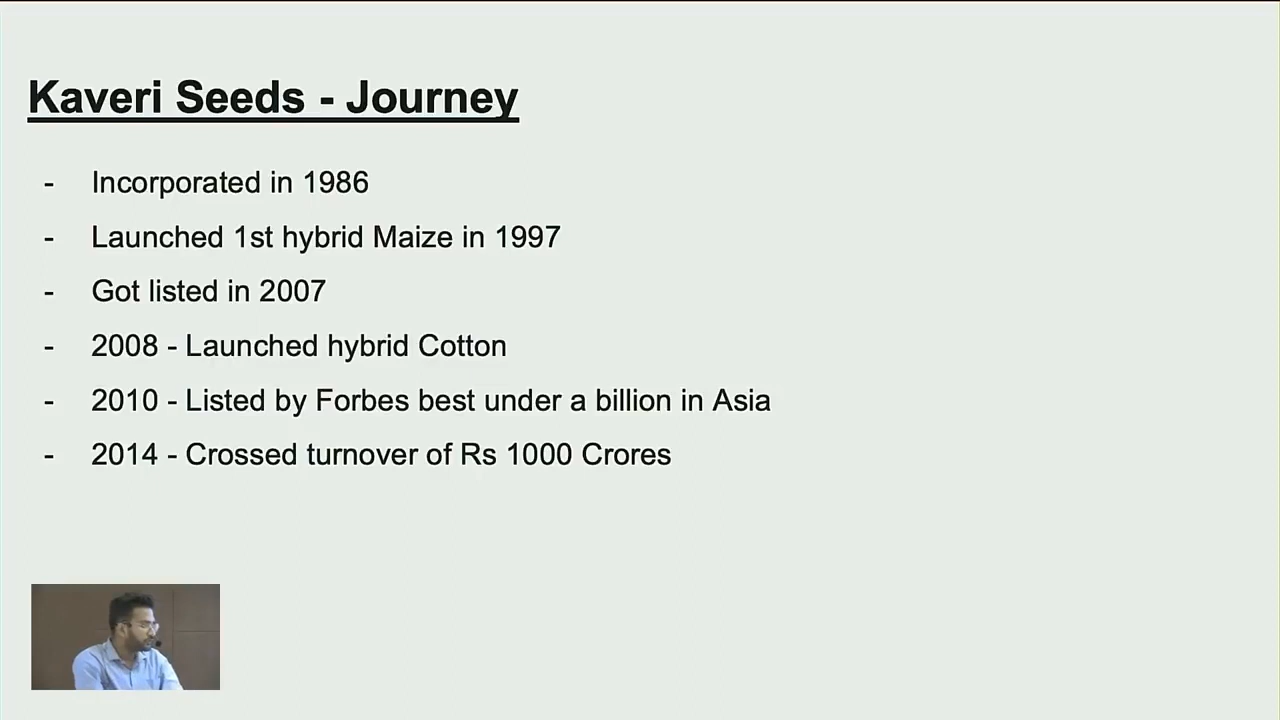 Kaveri Seeds - Journey
- Incorporated in 1986
- Launched 1st hybrid Maize in 1997
- Got listed in 2007
- 2008 - Launched hybrid Cotton
- 2010 - Listed by Forbes best under a billion in Asia
- 2014 - Crossed turnover of Rs 1000 Crores